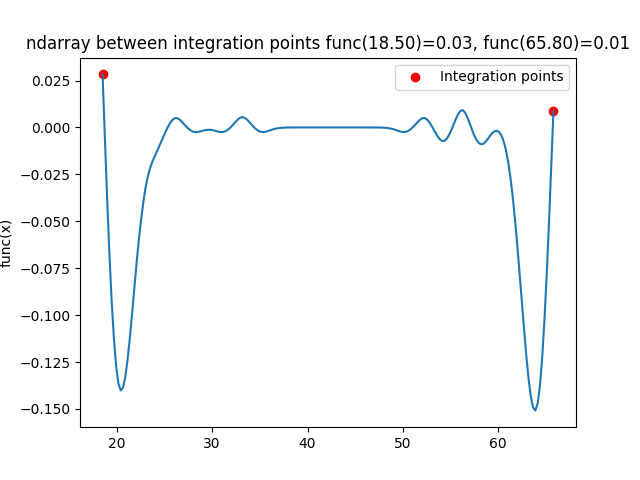 ndarray between integration points func(18.50)=0.03, func(65.80)=0.01
Integration points
func(x)
0.025
0.000
−0.025
−0.050
−0.075
−0.100
−0.125
−0.150
20 30 40 50 60